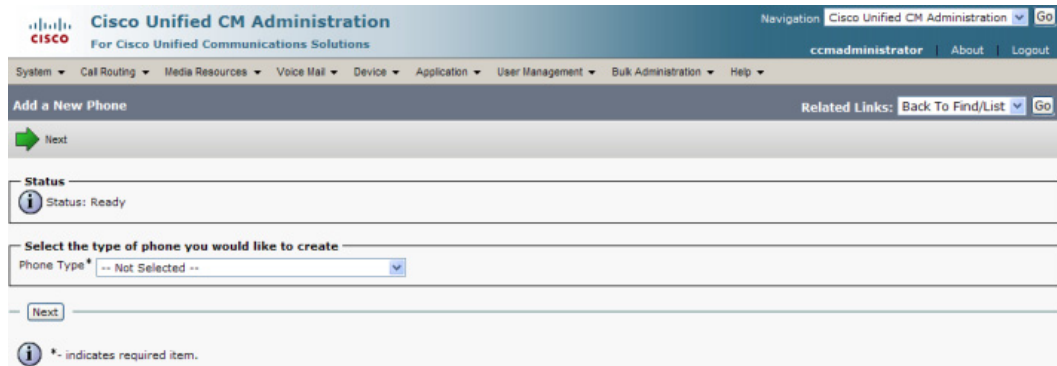 Cisco Unified CM Administration
Navigation Cisco Unified CM Administration Go
CISCO
For Cisco Unified Communications Solutions
ccmadministrator | About | Logout
System Call Routing Media Resources Voice Mail Device Application User Management Bulk Administration Help
Add a New Phone
Related Links: Back To Find/List Go
Next
Status
Status: Ready
Select the type of phone you would like to create
Phone Type* -- Not Selected --
Next
*- indicates required item.